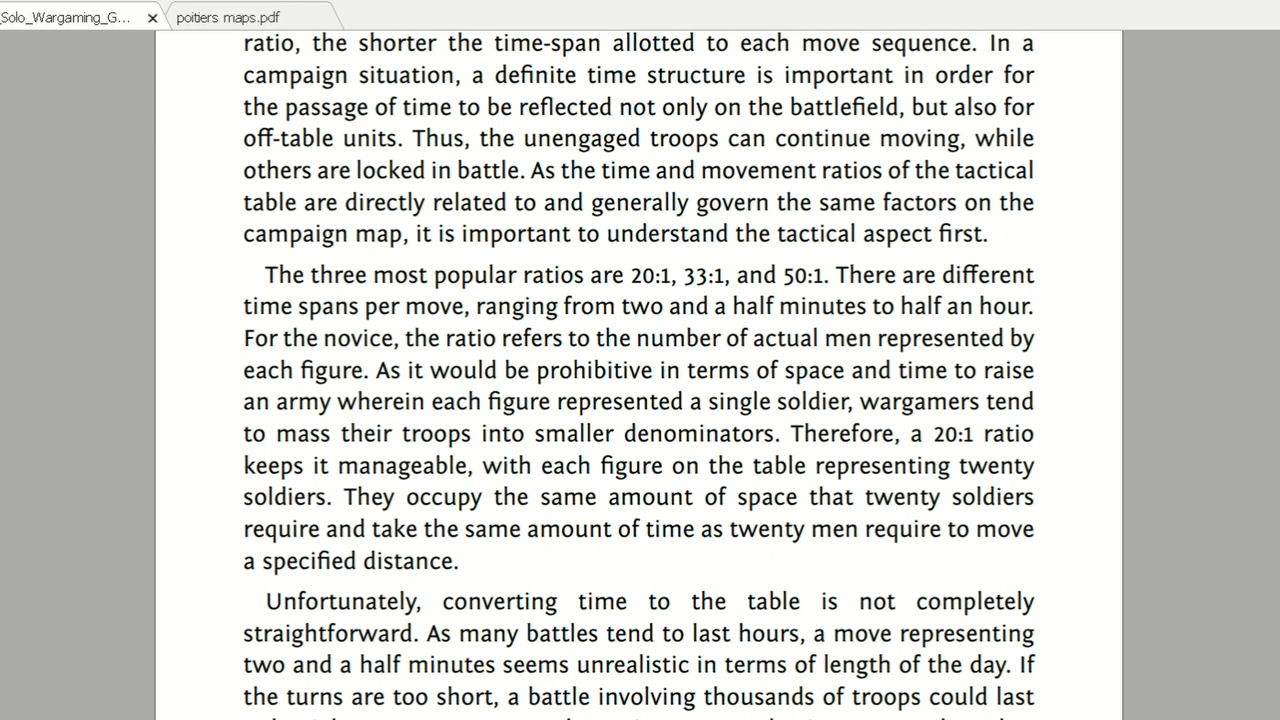 _Solo_Wargaming_G...
poitiers maps.pdf
ratio, the shorter the time-span allotted to each move sequence. In a
campaign situation, a definite time structure is important in order for
the passage of time to be reflected not only on the battlefield, but also for
off-table units. Thus, the unengaged troops can continue moving, while
others are locked in battle. As the time and movement ratios of the tactical
table are directly related to and generally govern the same factors on the
campaign map, it is important to understand the tactical aspect first.
The three most popular ratios are 20:1, 33:1, and 50:1. There are different
time spans per move, ranging from two and a half minutes to half an hour.
For the novice, the ratio refers to the number of actual men represented by
each figure. As it would be prohibitive in terms of space and time to raise
an army wherein each figure represented a single soldier, wargamers tend
to mass their troops into smaller denominators. Therefore, a 20:1 ratio
keeps it manageable, with each figure on the table representing twenty
soldiers. They occupy the same amount of space that twenty soldiers
require and take the same amount of time as twenty men require to move
a specified distance.
Unfortunately, converting time to the table is not completely
straightforward. As many battles tend to last hours, a move representing
two and a half minutes seems unrealistic in terms of length of the day. If
the turns are too short, a battle involving thousands of troops could last